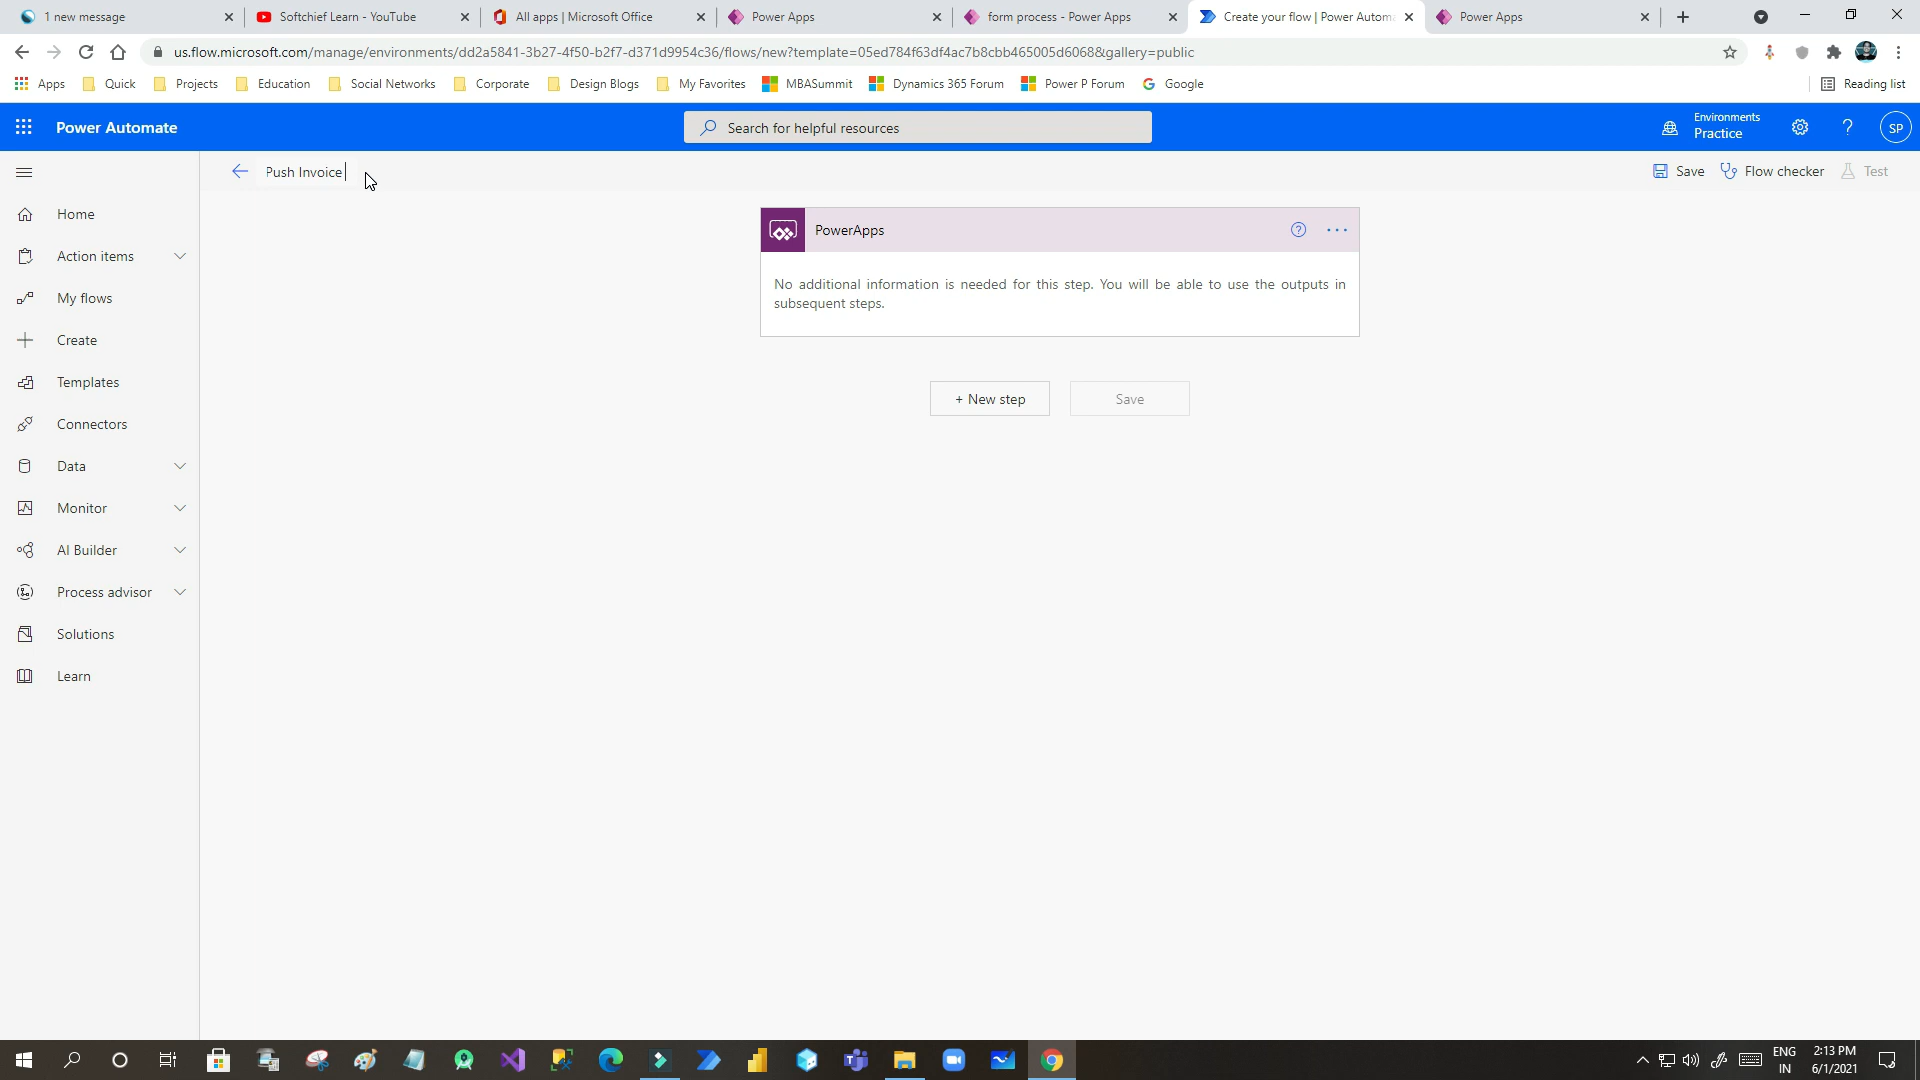 1 new message
Softchief Learn - YouTube
All apps | Microsoft Office
Power Apps
form process - Power Apps
Create your flow | Power Autom
Power Apps
us.flow.microsoft.com/manage/environments/dd2a5841-3b27-4f50-b2f7-d371d9954c36/flows/new?template=05ed784f63df4ac7b8cbb465005d6068&gallery=public
Apps
Quick
Projects
Education
Social Networks
Corporate
Design Blogs
My Favorites
MBASummit
Dynamics 365 Forum
Power P Forum
Google
Reading list
Power Automate
Search for helpful resources
Environments
Practice
SP
Push Invoice
Save
Flow checker
Test
Home
Action items
My flows
Create
Templates
Connectors
Data
Monitor
AI Builder
Process advisor
Solutions
Learn
PowerApps
No additional information is needed for this step. You will be able to use the outputs in
subsequent steps.
+ New step
Save
ENG
IN
2:13 PM
6/1/2021